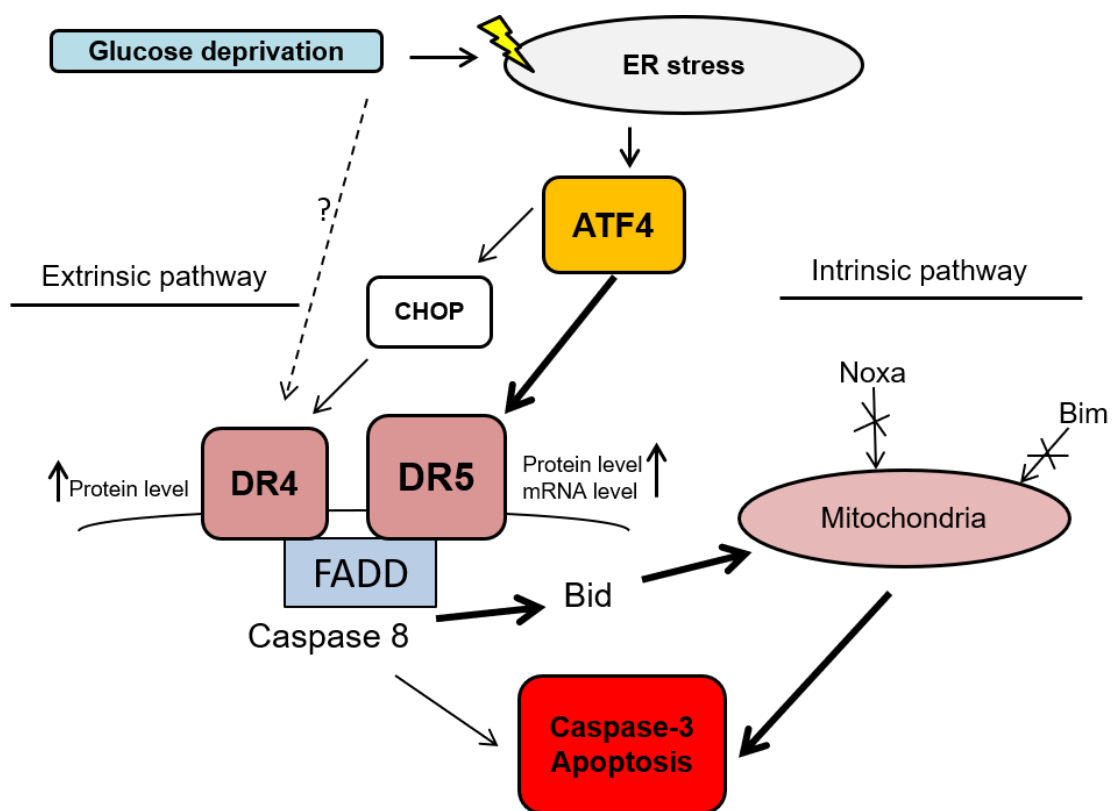 Glucose deprivation
ER stress
ATF4
?
Extrinsic pathway
Intrinsic pathway
CHOP
Noxa
Bim
DR4
DR5
Protein level
Protein level
mRNA level
Mitochondria
FADD
Bid
Caspase 8
Caspase-3
Apoptosis